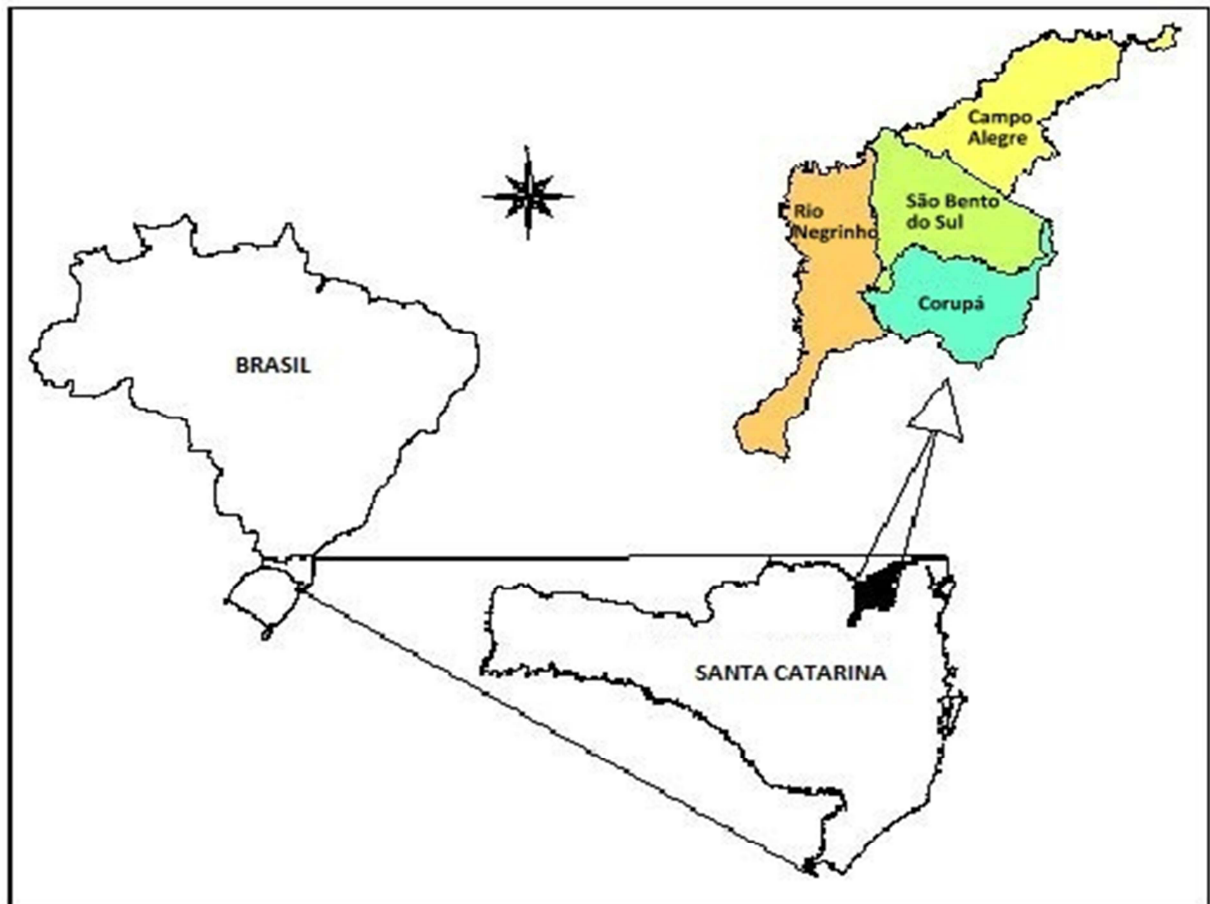 Campo
Alegre
São Bento
do Sul
Rio
Negrinho
Corupá
BRASIL
SANTA CATARINA